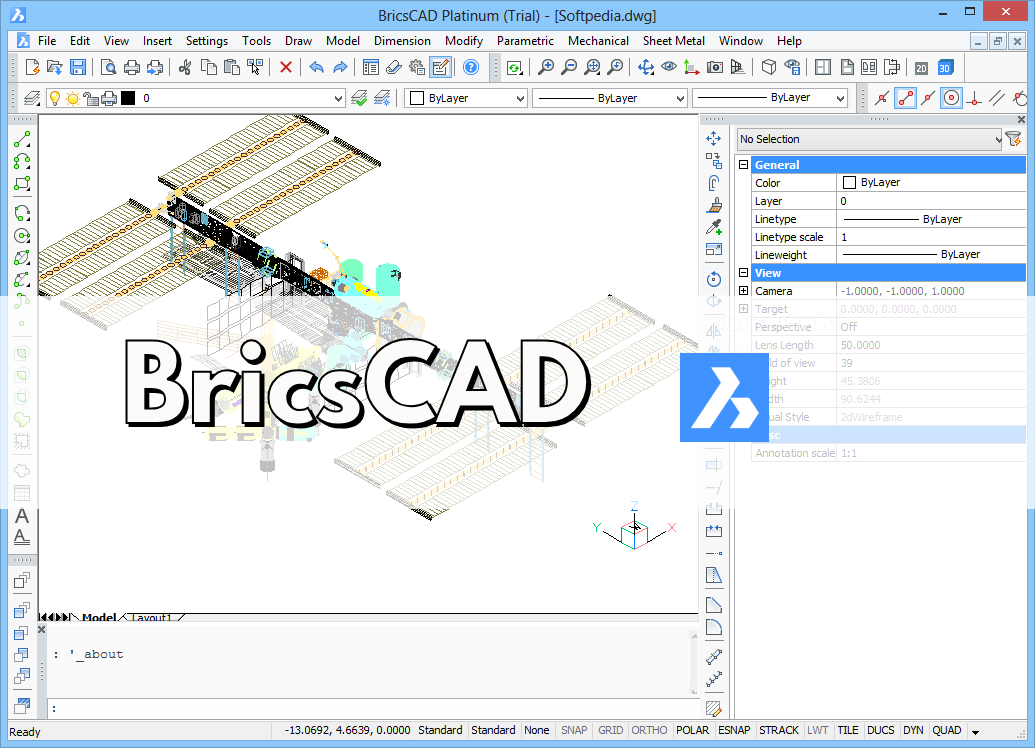 BricsCAD Platinum (Trial) - [Softpedia.dwg]
File Edit View Insert Settings Tools Draw Model Dimension Modify Parametric Mechanical Sheet Metal Window Help
2D 3D
0 ByLayer ByLayer ByLayer
No Selection
General
Color ByLayer
Layer 0
Linetype ByLayer
Linetype scale 1
Lineweight ByLayer
View
Camera -1.0000, -1.0000, 1.0000
Target 0.0000, 0.0000, 0.0000
Perspective Off
Lens Length 50.0000
ld of view 39
ight 45.3806
dth 90.6244
ual Style 2dWireframe
sc
Annotation scale 1:1
BricsCAD
A
A
Z
Y X
Model Layout1
: '_about
:
Ready -13.0692, 4.6639, 0.0000 Standard Standard None SNAP GRID ORTHO POLAR ESNAP STRACK LWT TILE DUCS DYN QUAD